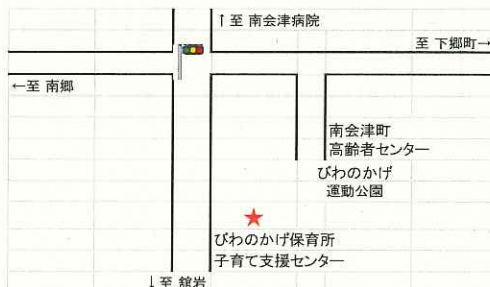 ↑至 南会津病院
至 下郷町→
←至 南郷
南会津町
高齢者センター
びわのかげ
運動公園
びわのかげ保育所
子育て支援センター
↓至 舘岩